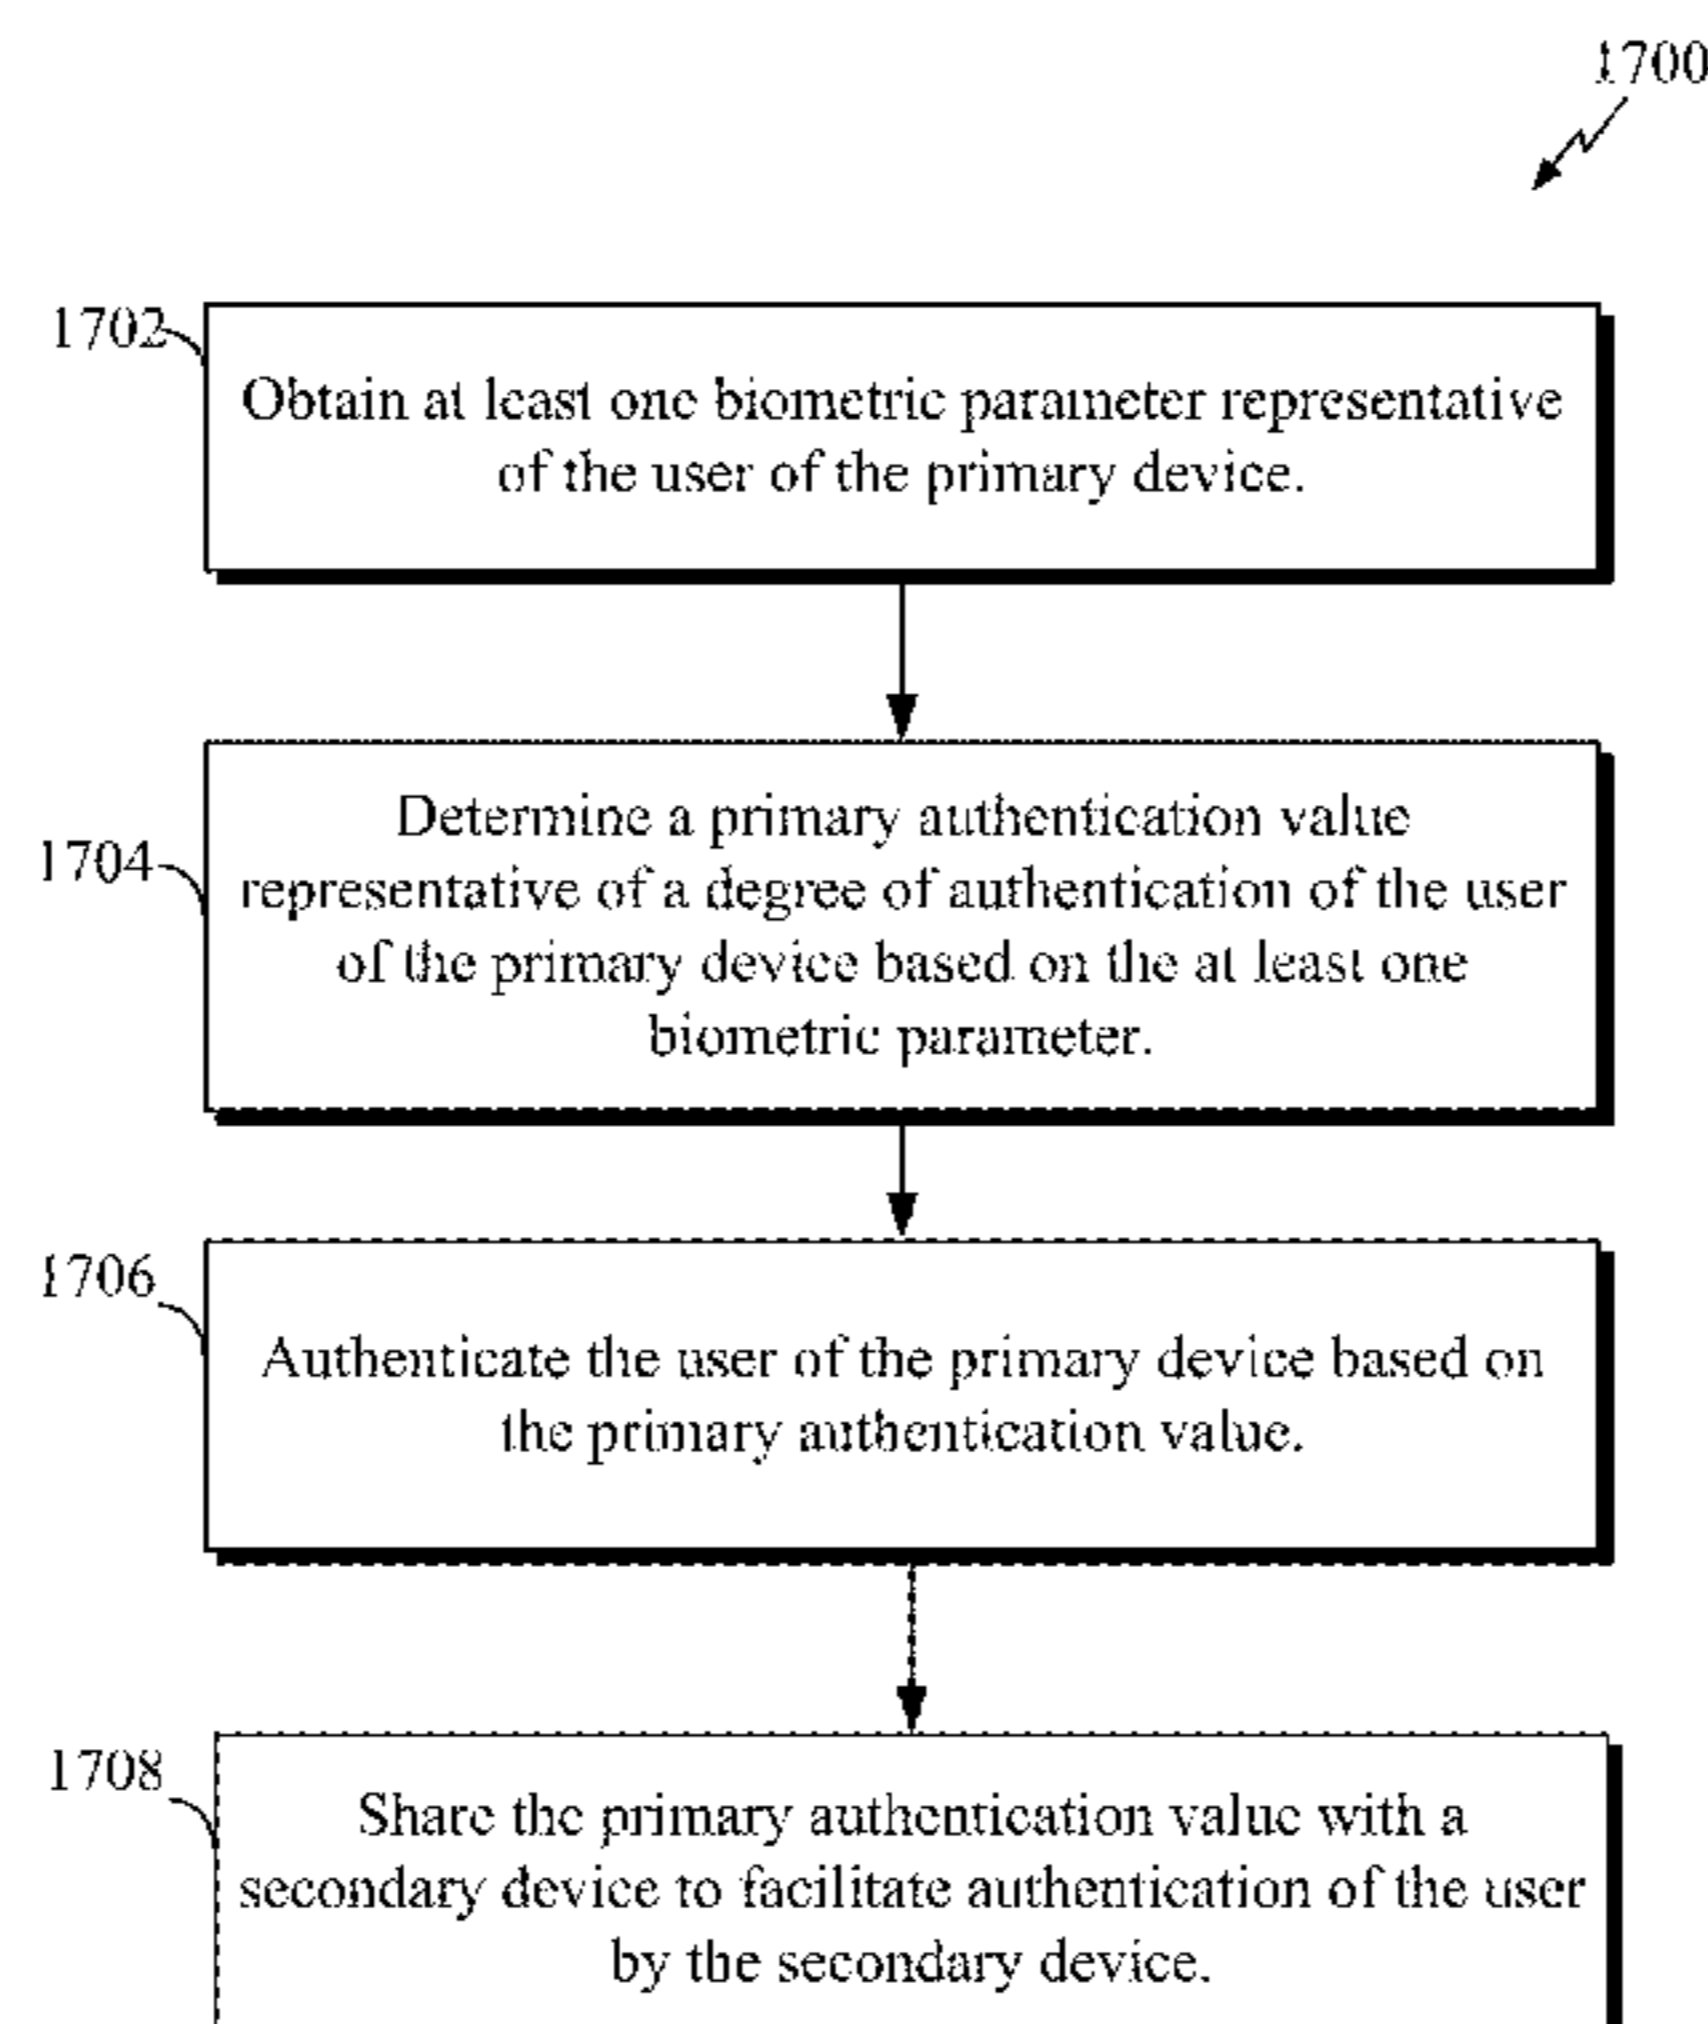 1700
1702
Obtain at least one biometric parameter representative
of the user of the primary device.
1704
Determine a primary authentication value
representative of a degree of authentication of the user
of the primary device based on the at least one
biometric parameter.
1706
Authenticate the user of the primary device based on
the primary authentication value.
1708
Share the primary authentication value with a
secondary device to facilitate authentication of the user
by the secondary device.